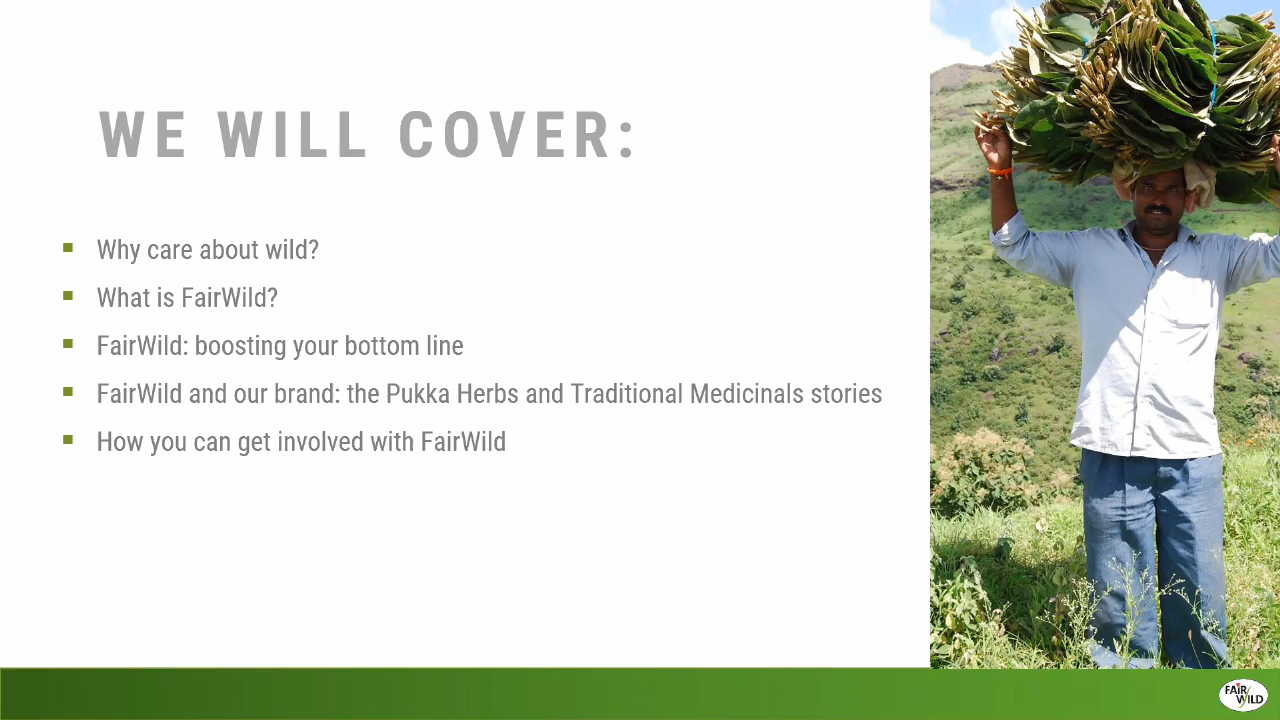 WE WILL COVER:
Why care about wild?
What is FairWild?
FairWild: boosting your bottom line
FairWild and our brand: the Pukka Herbs and Traditional Medicinals stories
How you can get involved with FairWild
FAIR
WILD